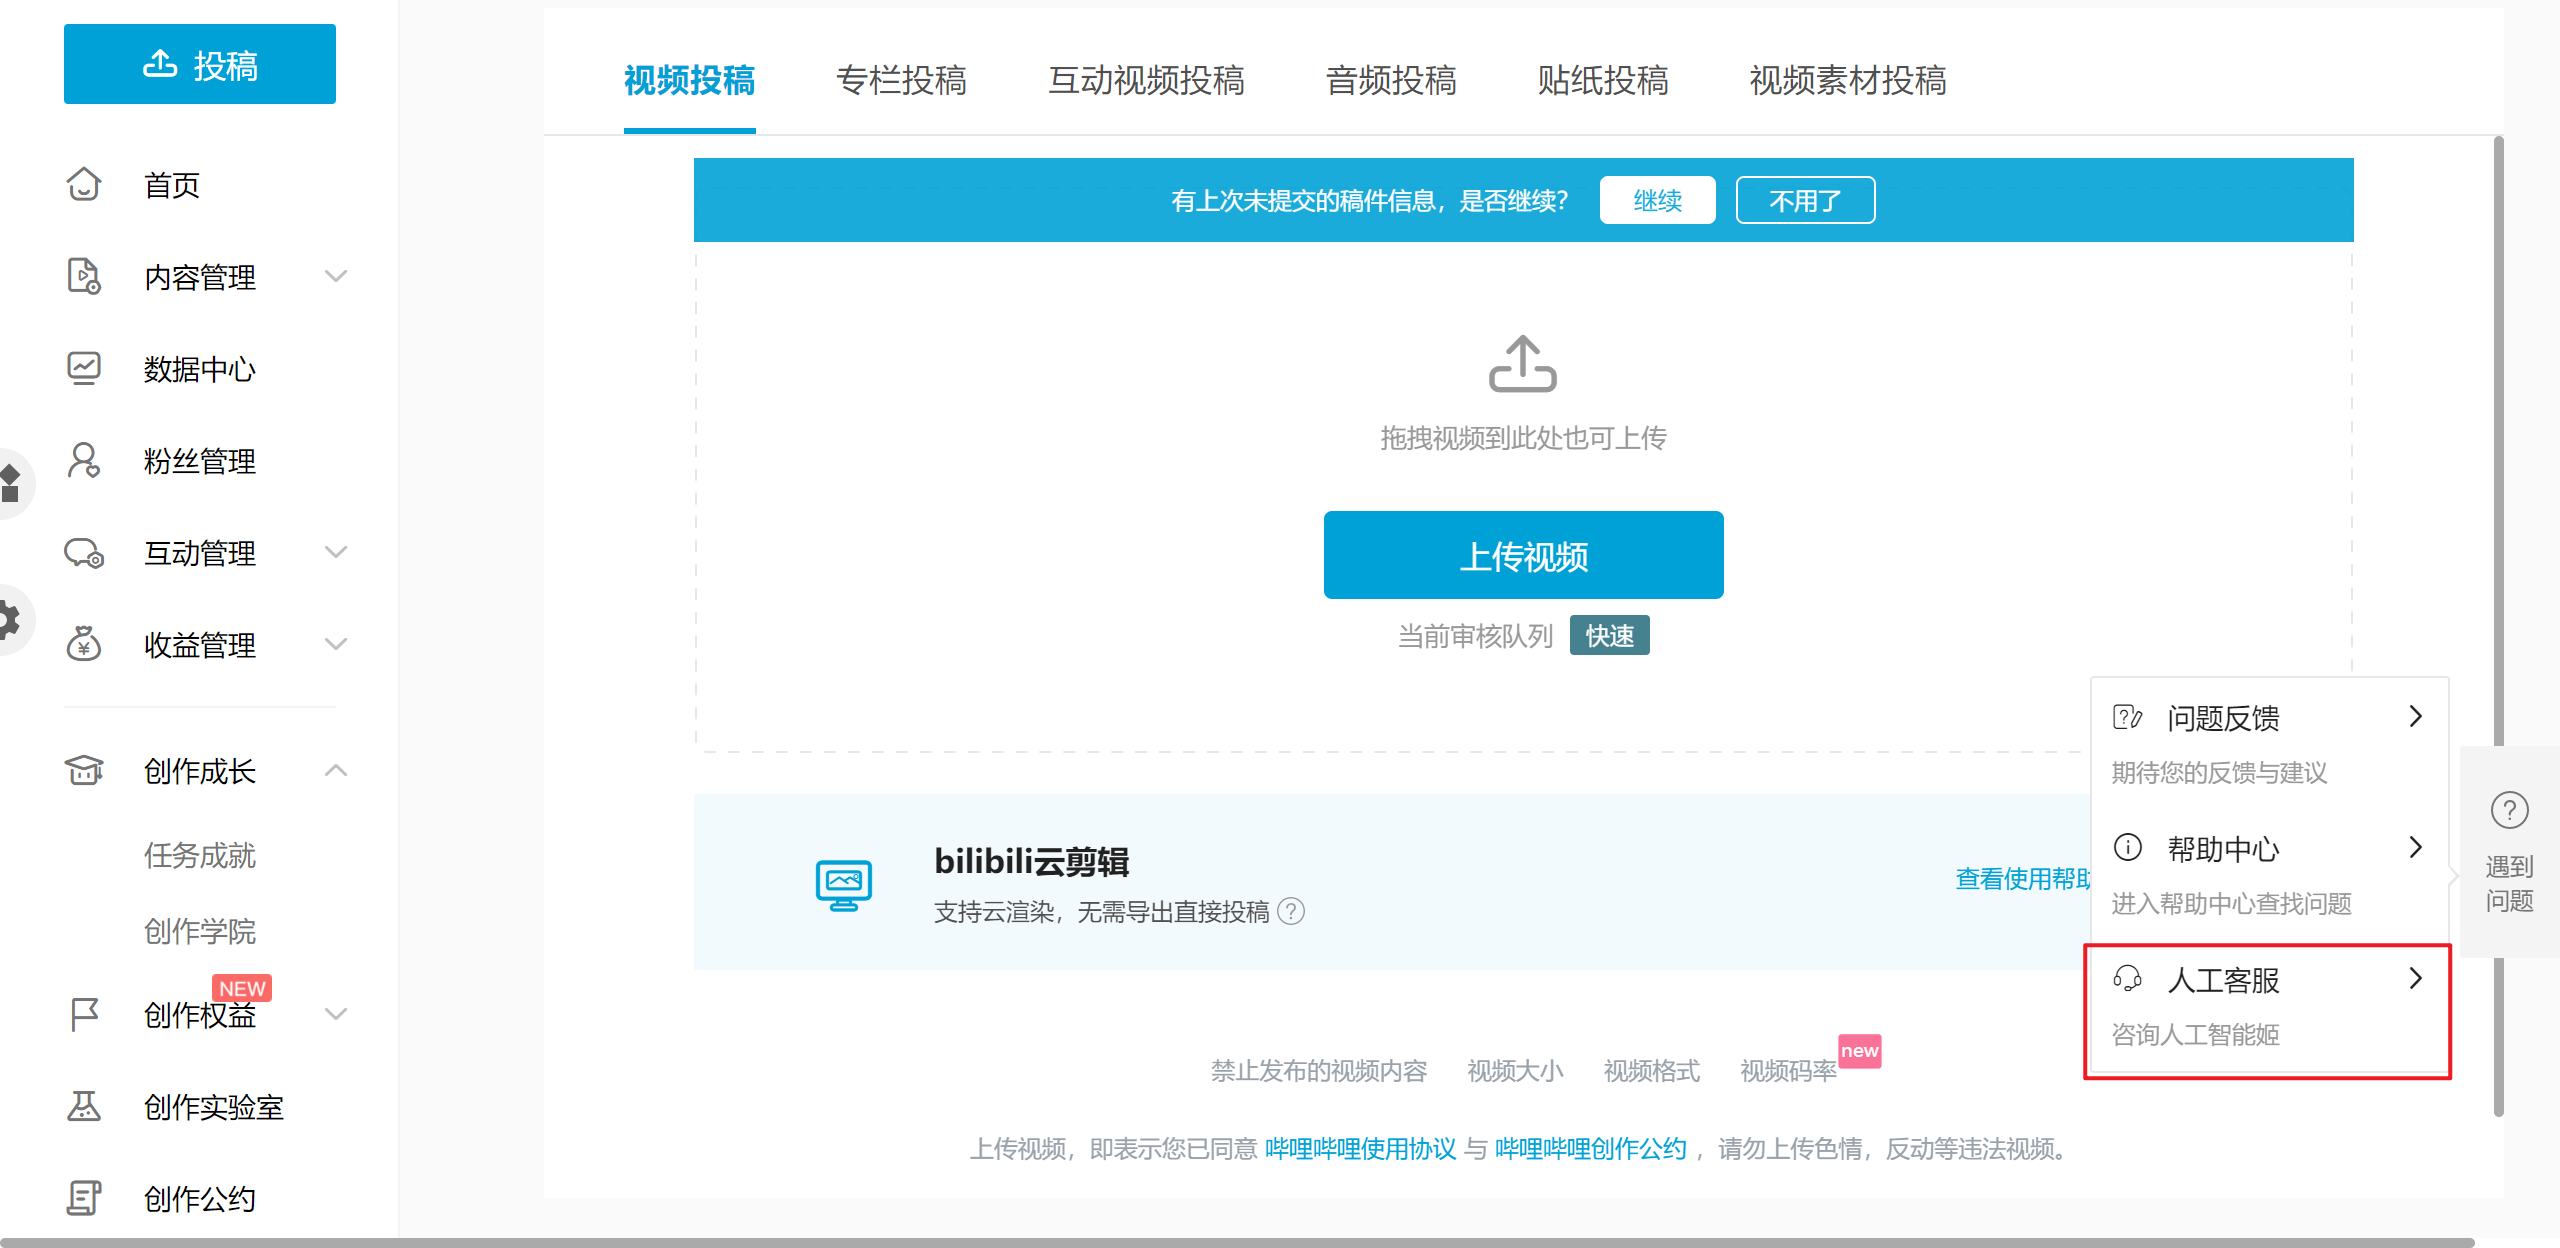 投稿
首页
内容管理
数据中心
粉丝管理
互动管理
收益管理
创作成长
任务成就
创作学院
NEW
创作权益
创作实验室
创作公约
视频投稿 专栏投稿 互动视频投稿 音频投稿 贴纸投稿 视频素材投稿
有上次未提交的稿件信息，是否继续？ 继续 不用了
拖拽视频到此处也可上传
上传视频
当前审核队列 快速
bilibili云剪辑
支持云渲染，无需导出直接投稿
查看使用帮助
禁止发布的视频内容 视频大小 视频格式 视频码率 new
上传视频，即表示您已同意 哔哩哔哩使用协议 与 哔哩哔哩创作公约 ，请勿上传色情，反动等违法视频。
问题反馈
期待您的反馈与建议
帮助中心
进入帮助中心查找问题
人工客服
咨询人工智能姬
遇到
问题